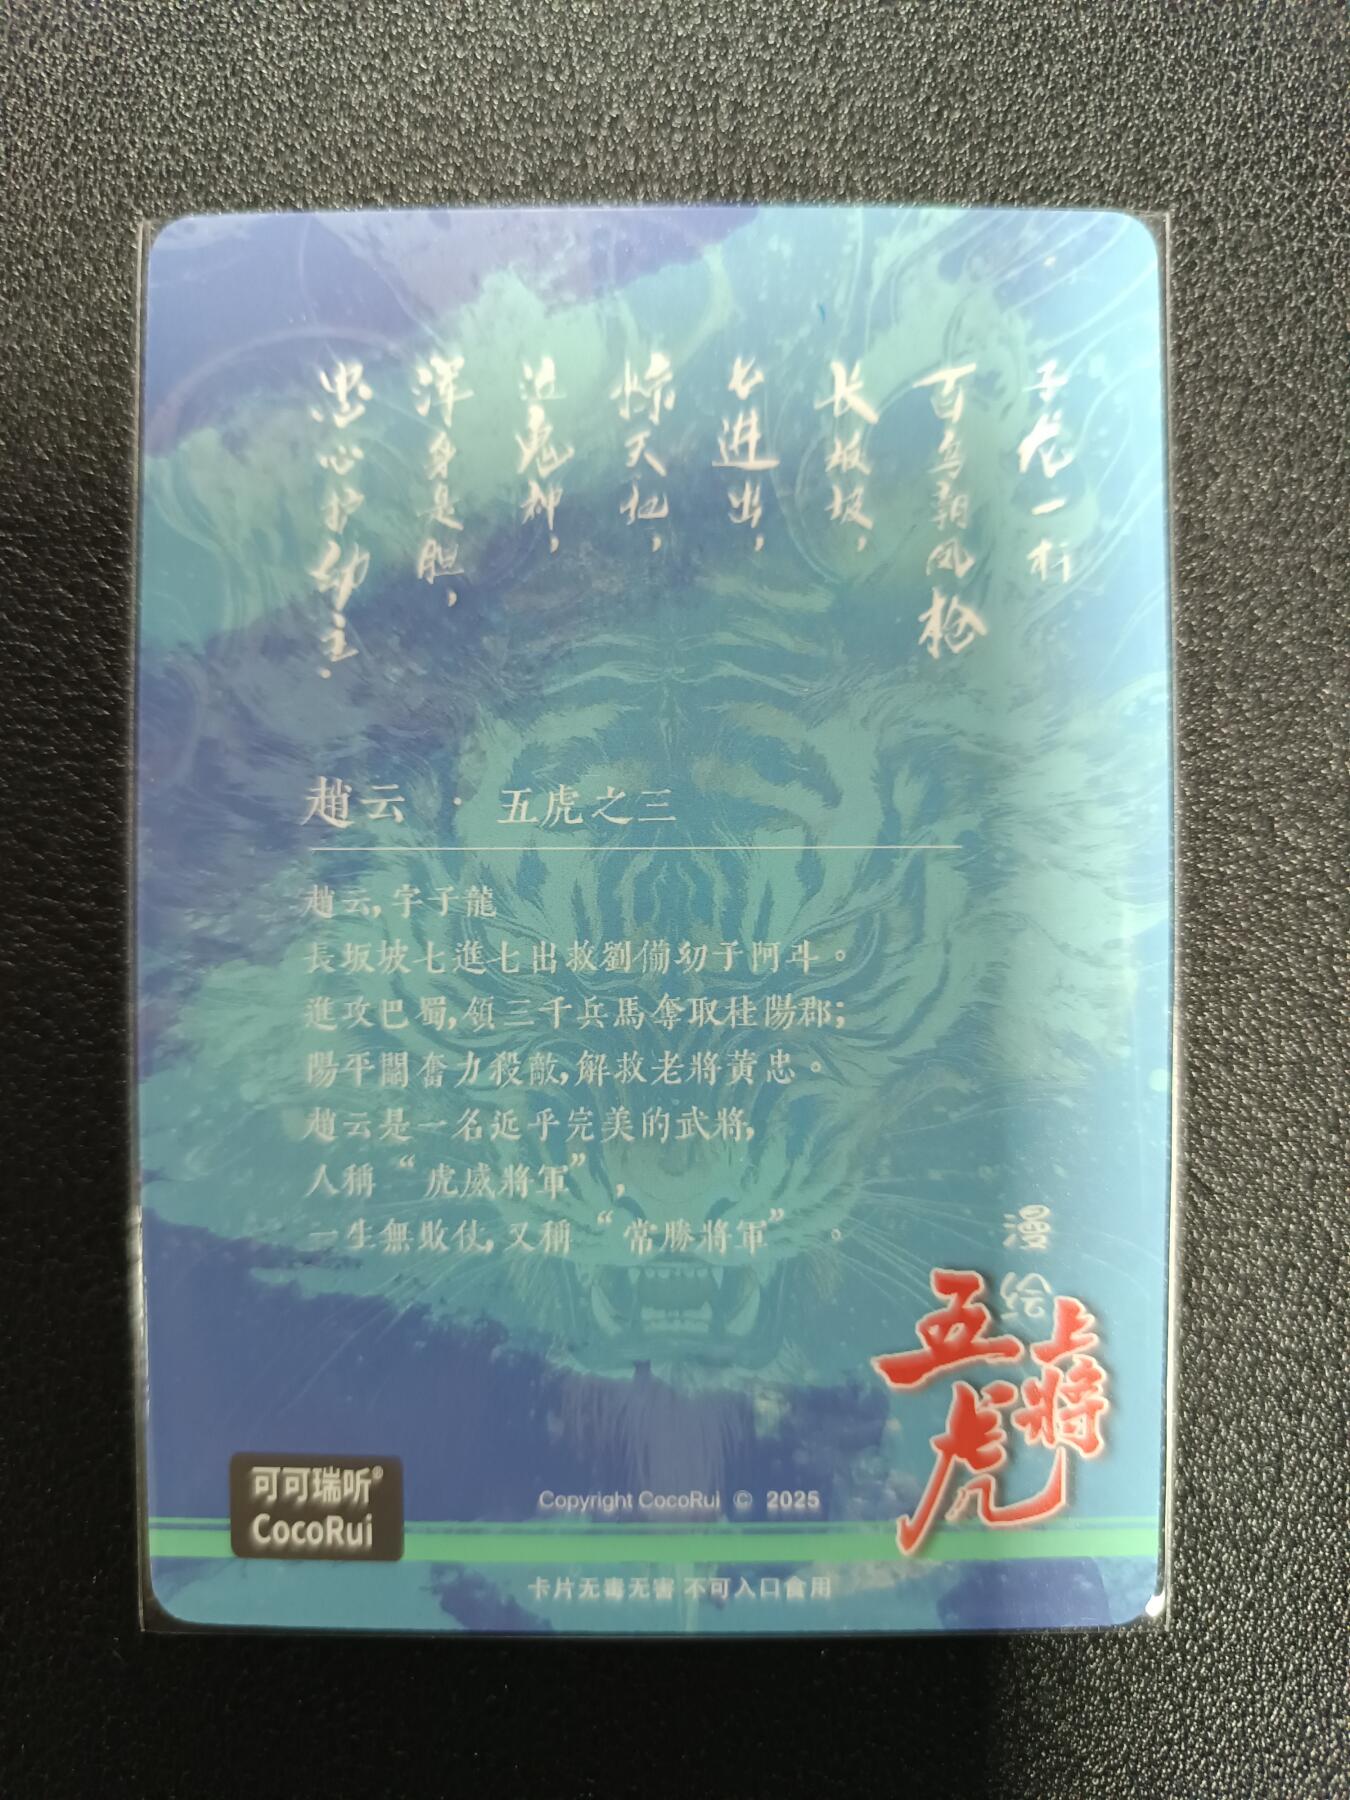 子龙一杆
百鸟朝凤枪
长坂坡，
七进出，
惊天地，
泣鬼神，
浑身是胆，
忠心护幼主.
趙云 · 五虎之三
趙云,字子龍
長坂坡七進七出救劉備幼子阿斗。
進攻巴蜀,領三千兵馬奪取桂陽郡;
陽平關奮力殺敵,解救老將黃忠。
趙云是一名近乎完美的武將,
人稱“虎威將軍”,
一生無敗仗,又稱“常勝將軍”。
漫绘
五虎
上將
可可瑞听®
CocoRui
Copyright CocoRui © 2025
卡片无毒无害 不可入口食用